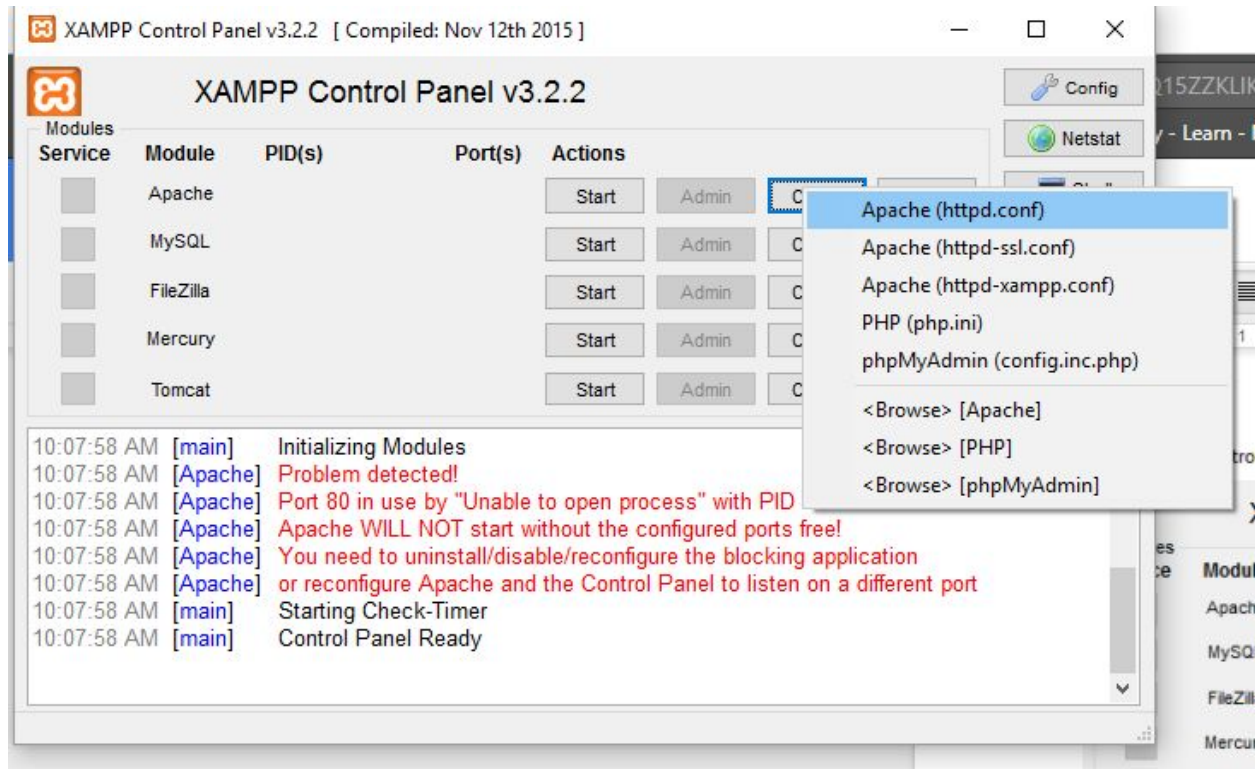 XAMPP Control Panel v3.2.2 [ Compiled: Nov 12th 2015 ]
XAMPP Control Panel v3.2.2
Config
Modules
Service Module PID(s) Port(s) Actions
Netstat
- Learn -
Apache Start Admin
MySQL Start Admin
FileZilla Start Admin
Mercury Start Admin
Tomcat Start Admin
Apache (httpd.conf)
Apache (httpd-ssl.conf)
Apache (httpd-xampp.conf)
PHP (php.ini)
phpMyAdmin (config.inc.php)
<Browse> [Apache]
<Browse> [PHP]
<Browse> [phpMyAdmin]
10:07:58 AM [main] Initializing Modules
10:07:58 AM [Apache] Problem detected!
10:07:58 AM [Apache] Port 80 in use by "Unable to open process" with PID
10:07:58 AM [Apache] Apache WILL NOT start without the configured ports free!
10:07:58 AM [Apache] You need to uninstall/disable/reconfigure the blocking application
10:07:58 AM [Apache] or reconfigure Apache and the Control Panel to listen on a different port
10:07:58 AM [main] Starting Check-Timer
10:07:58 AM [main] Control Panel Ready